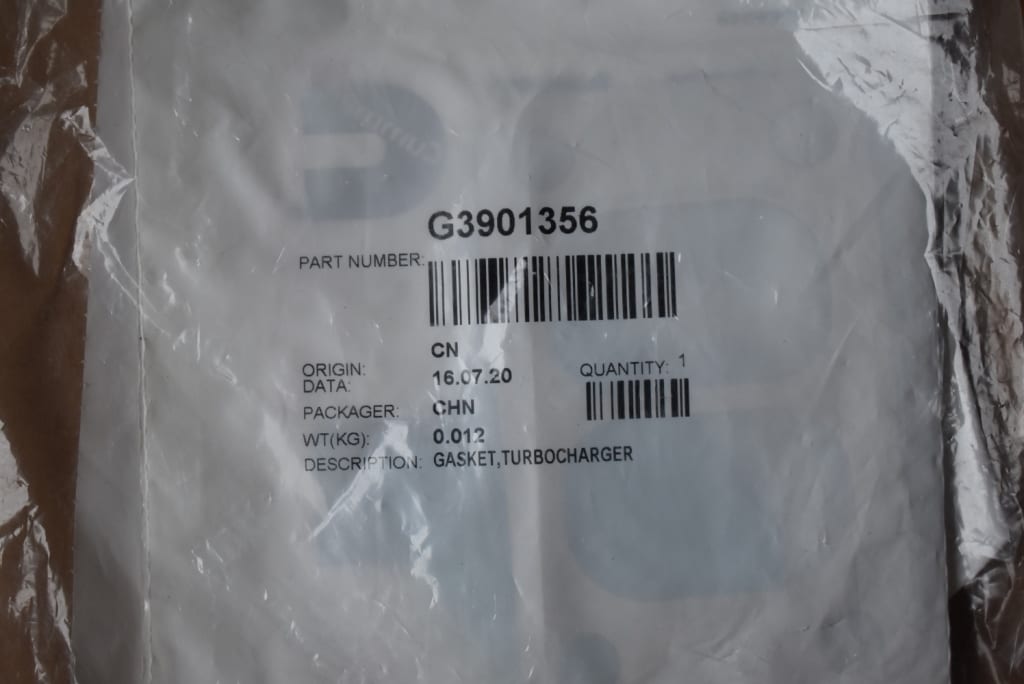 G3901356
PART NUMBER:
CN
ORIGIN:
DATA: 16.07.20
QUANTITY: 1
PACKAGER: CHN
WT(KG): 0.012
DESCRIPTION: GASKET,TURBOCHARGER